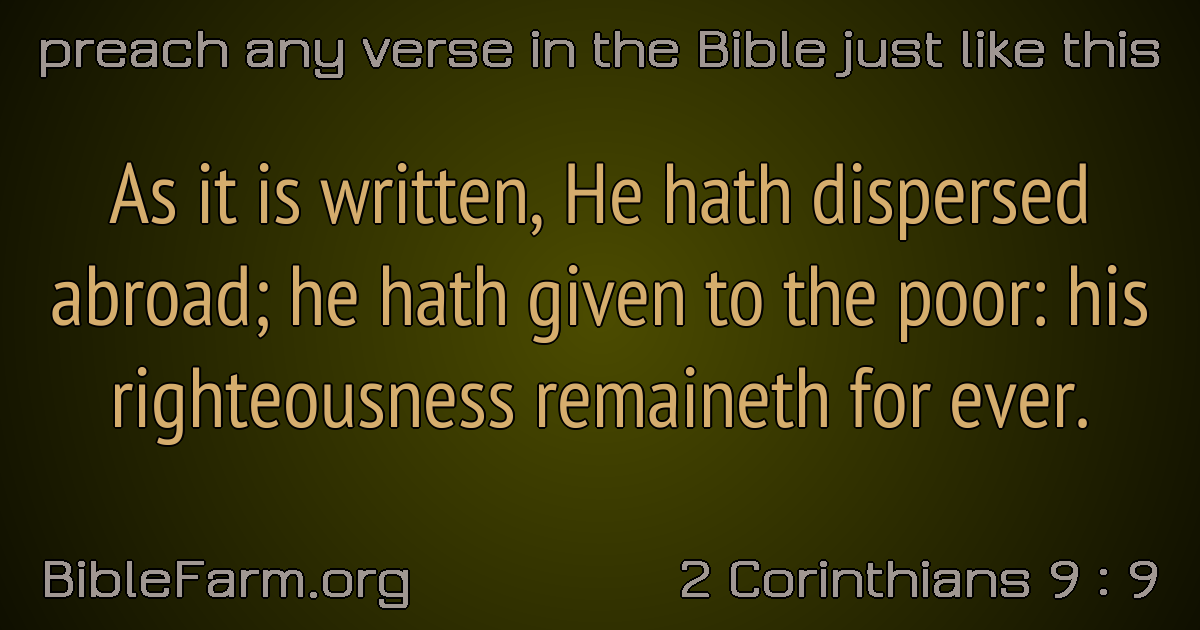 preach any verse in the Bible just like this
As it is written, He hath dispersed
abroad; he hath given to the poor: his
righteousness remaineth for ever.
BibleFarm.org
2 Corinthians 9 : 9